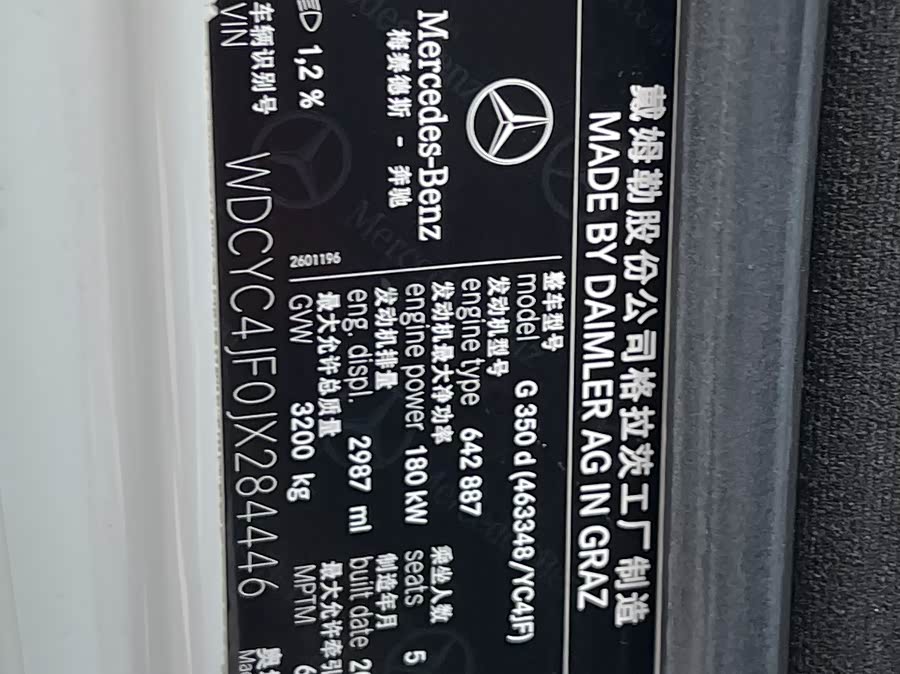 戴姆勒股份公司格拉茨工厂制造
MADE BY DAIMLER AG IN GRAZ
Mercedes-Benz
梅赛德斯 - 奔驰
整车型号
model G 350 d (463348/YC4JF)
发动机型号
engine type 642 887
发动机最大净功率 乘坐人数
engine power 180 kW seats 5
发动机排量 制造年月
eng. displ. 2987 ml built date
最大允许总质量 最大允许牵引
GVW 3200 kg MPTM 6
1,2 %
2601196
车辆识别号
VIN WDCYC4JF0JX284446